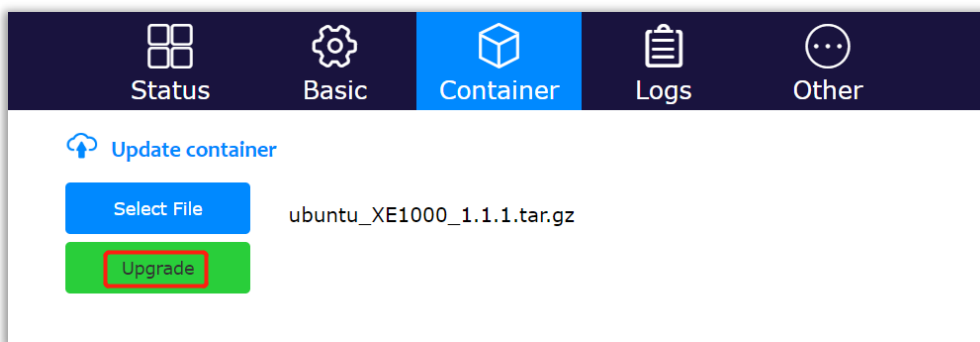 Status Basic Container Logs Other
Update container
Select File ubuntu_XE1000_1.1.1.tar.gz
Upgrade